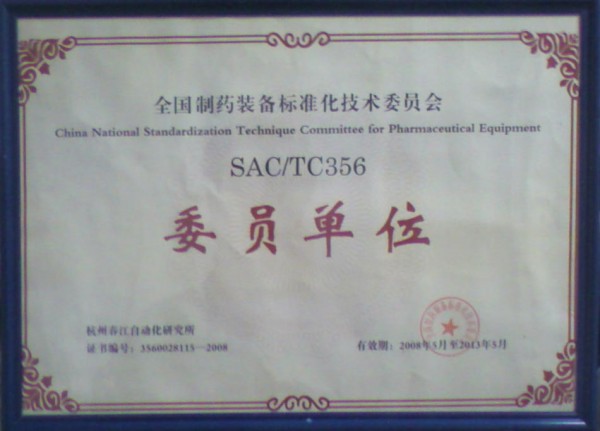 全国制药装备标准化技术委员会
China National Standardization Technique Committee for Pharmaceutical Equipment
SAC/TC356
委员单位
杭州春江自动化研究所
证书编号：3560028115—2008
有效期：2008年5月至2013年5月